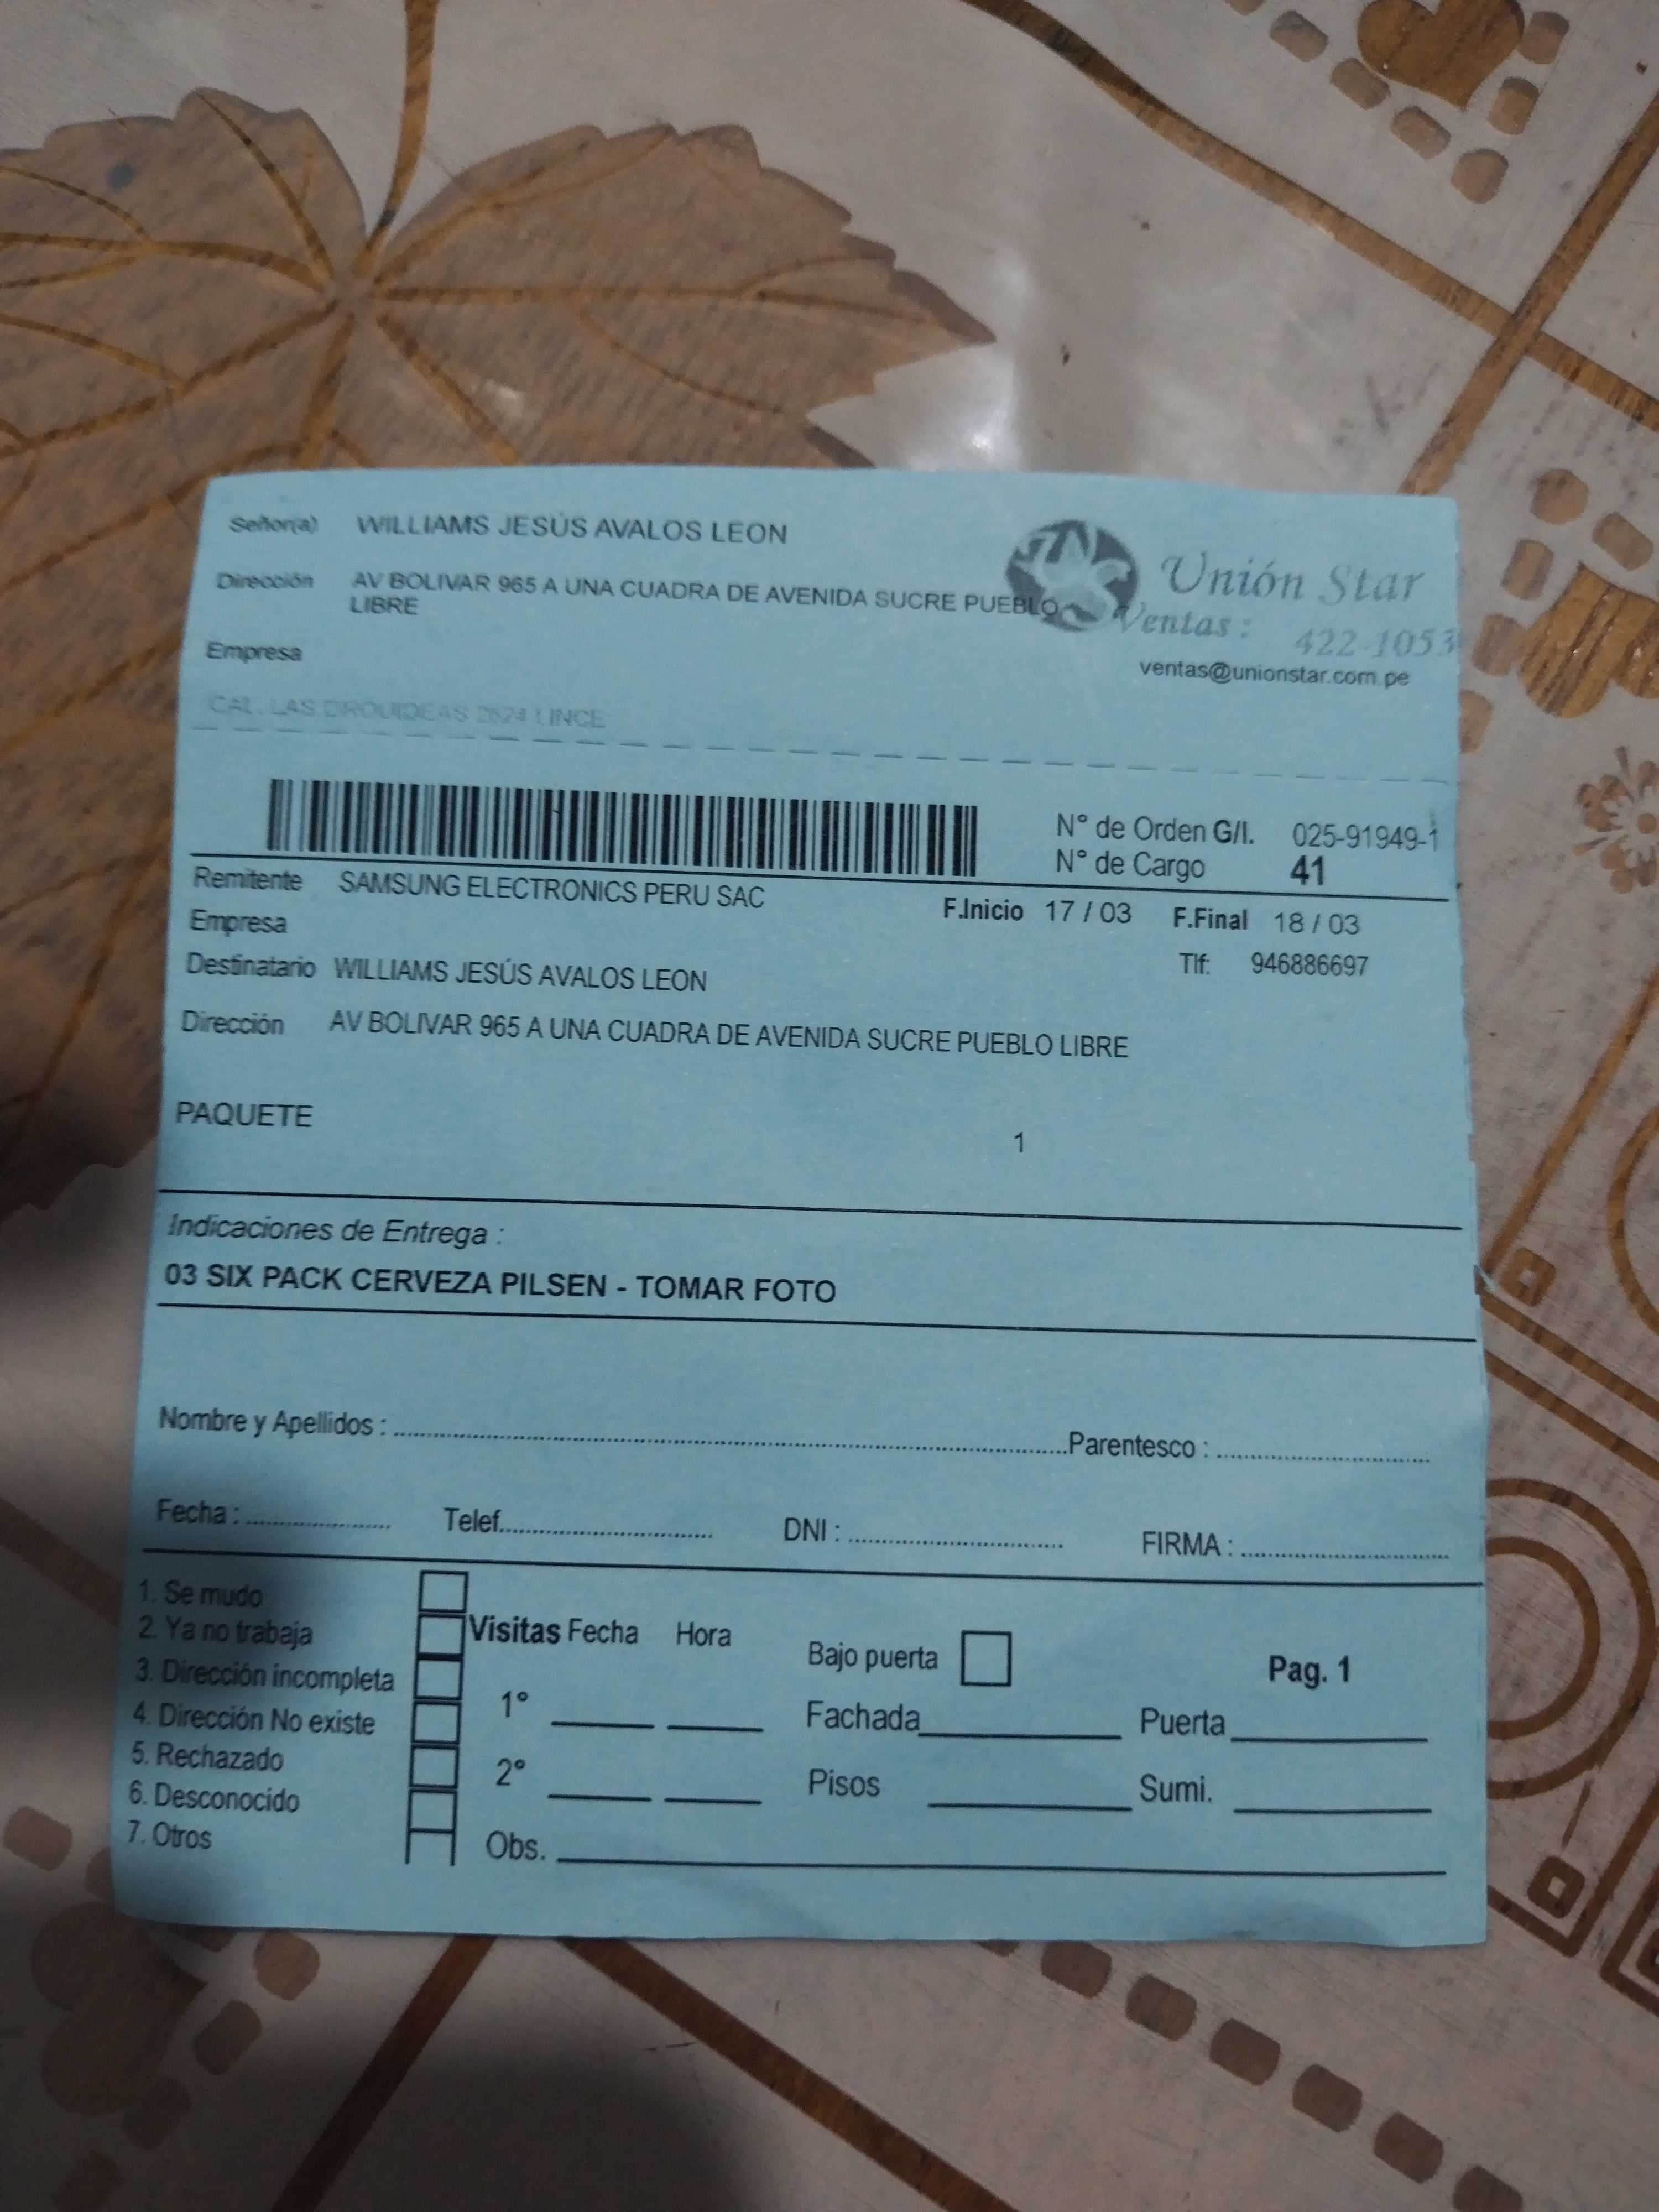 Señor(a) WILLIAMS JESÚS AVALOS LEON
Dirección AV BOLIVAR 965 A UNA CUADRA DE AVENIDA SUCRE PUEBLO
LIBRE
Unión Star
Ventas : 422-1053
ventas@unionstar.com.pe
Empresa
CAL. LAS ORQUIDEAS 2624 LINCE
N° de Orden G/I. 025-91949-1
N° de Cargo 41
Remitente SAMSUNG ELECTRONICS PERU SAC
F.Inicio 17 / 03 F.Final 18 / 03
Empresa
Tlf: 946886697
Destinatario WILLIAMS JESÚS AVALOS LEON
Dirección AV BOLIVAR 965 A UNA CUADRA DE AVENIDA SUCRE PUEBLO LIBRE
PAQUETE 1
Indicaciones de Entrega :
03 SIX PACK CERVEZA PILSEN - TOMAR FOTO
Nombre y Apellidos : Parentesco :
Fecha : Telef. DNI : FIRMA :
1. Se mudo
2. Ya no trabaja
3. Dirección incompleta
4. Dirección No existe
5. Rechazado
6. Desconocido
7. Otros
Visitas Fecha Hora
1°
2°
Obs.
Bajo puerta
Pag. 1
Fachada Puerta
Pisos Sumi.